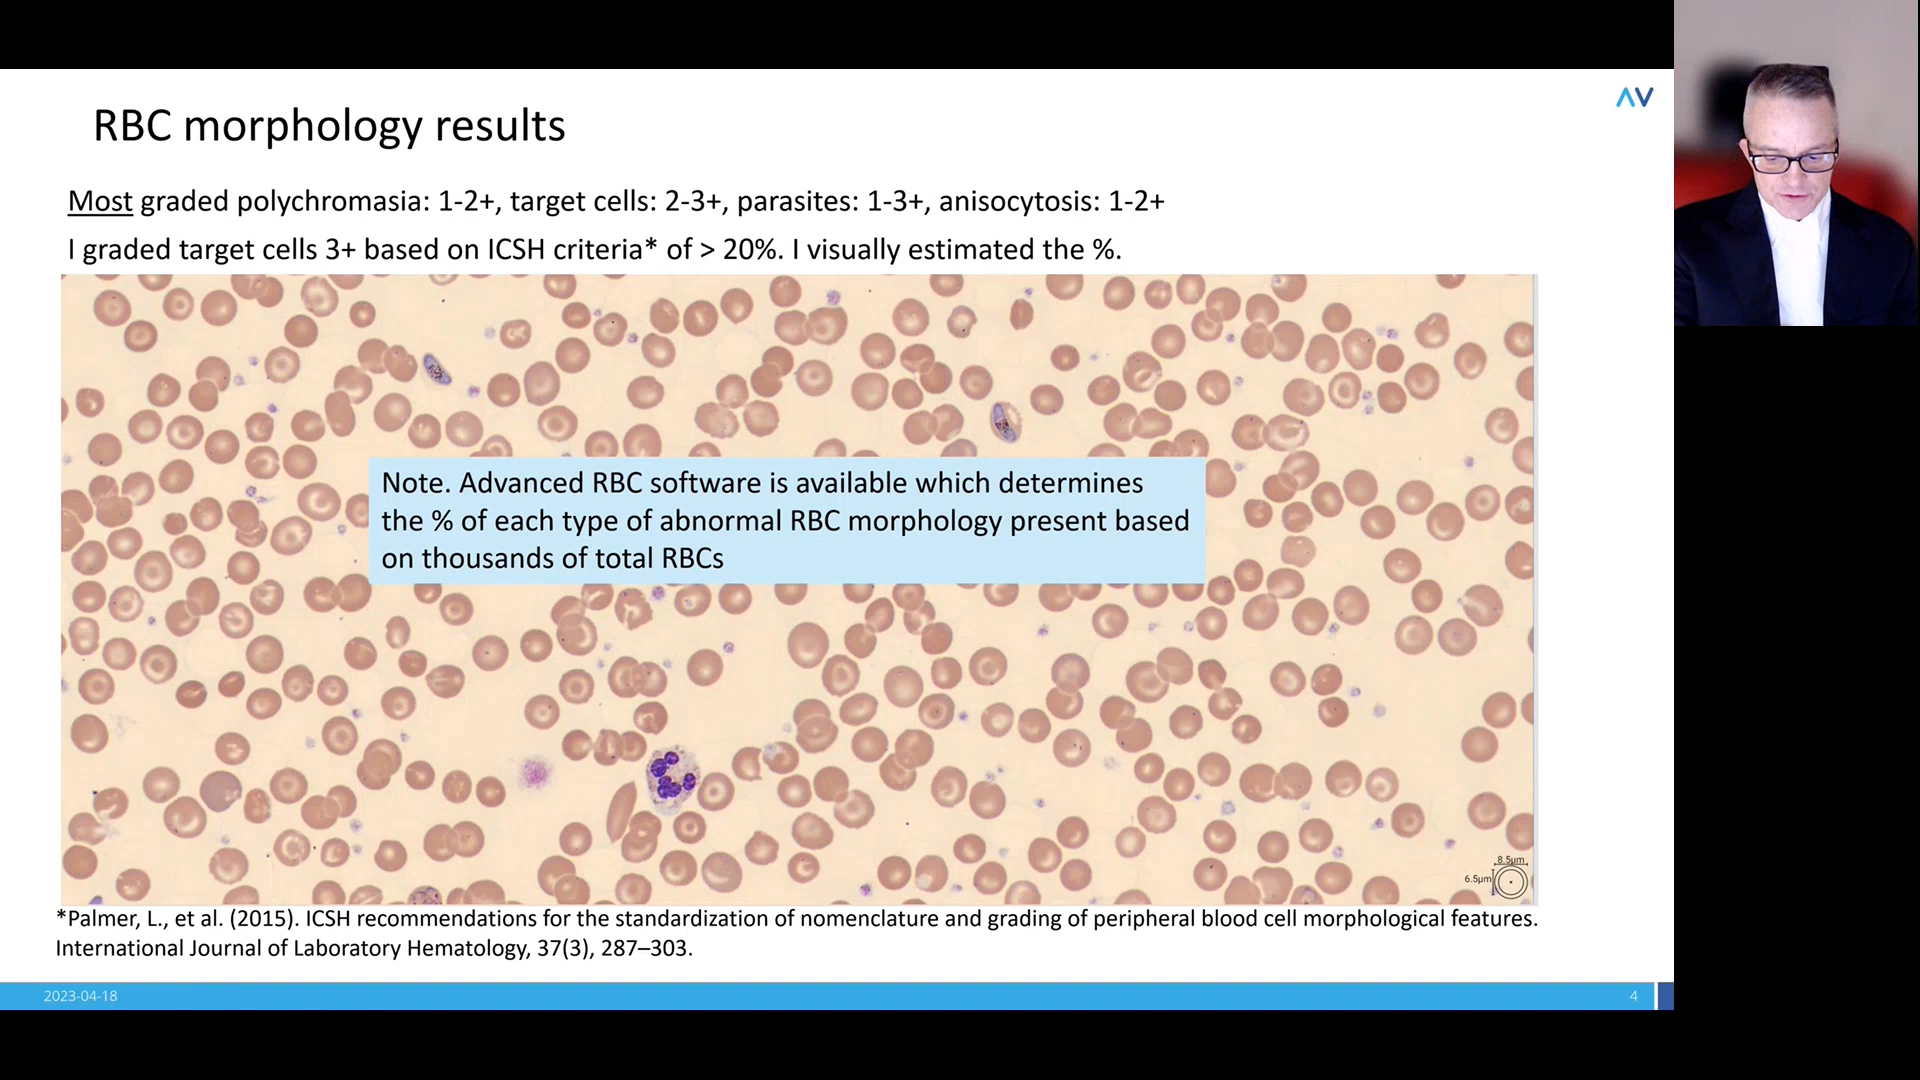 RBC morphology results
Most graded polychromasia: 1-2+, target cells: 2-3+, parasites: 1-3+, anisocytosis: 1-2+
I graded target cells 3+ based on ICSH criteria* of > 20%. I visually estimated the %.
Note. Advanced RBC software is available which determines
the % of each type of abnormal RBC morphology present based
on thousands of total RBCs
8.5µm
6.5µm
*Palmer, L., et al. (2015). ICSH recommendations for the standardization of nomenclature and grading of peripheral blood cell morphological features.
International Journal of Laboratory Hematology, 37(3), 287–303.
2023-04-18
4